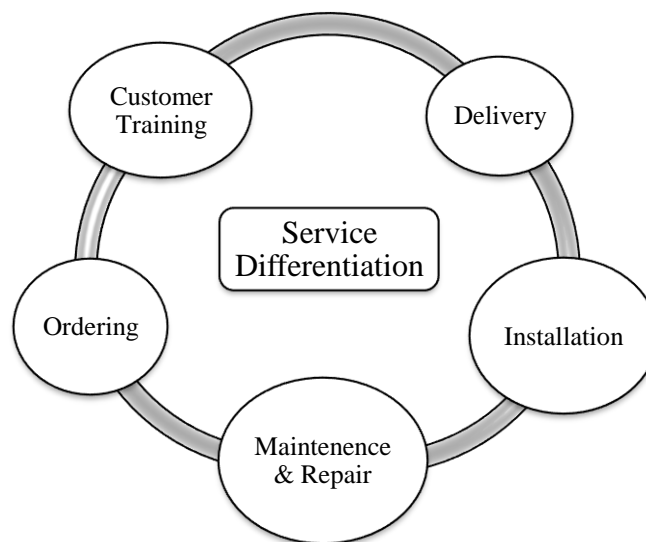 Customer
Training
Delivery
Service
Differentiation
Ordering
Installation
Maintenence
& Repair